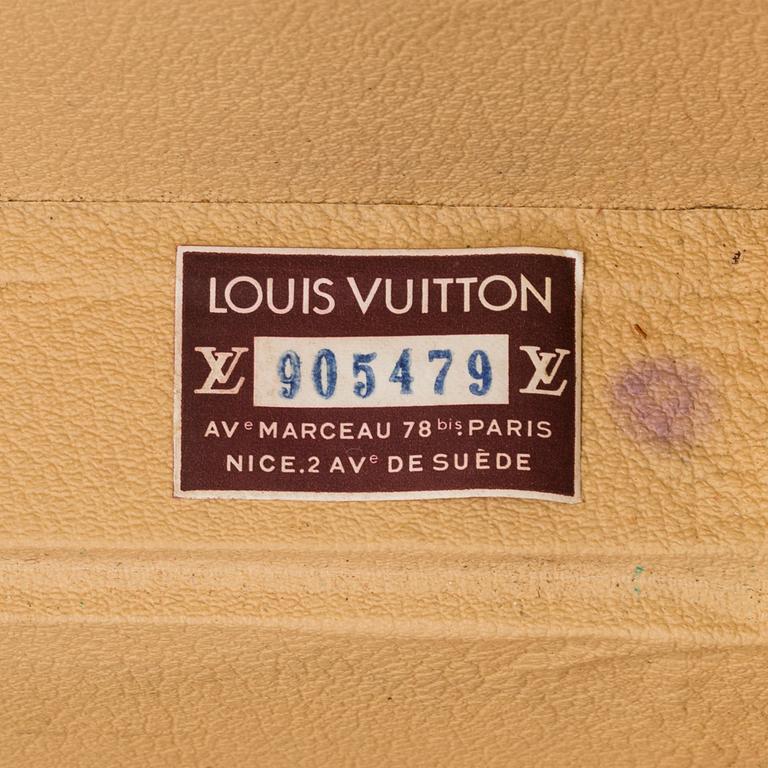 LOUIS VUITTON
LV 905479 LV
AVe MARCEAU 78 bis. PARIS
NICE.2 AVe DE SUÈDE